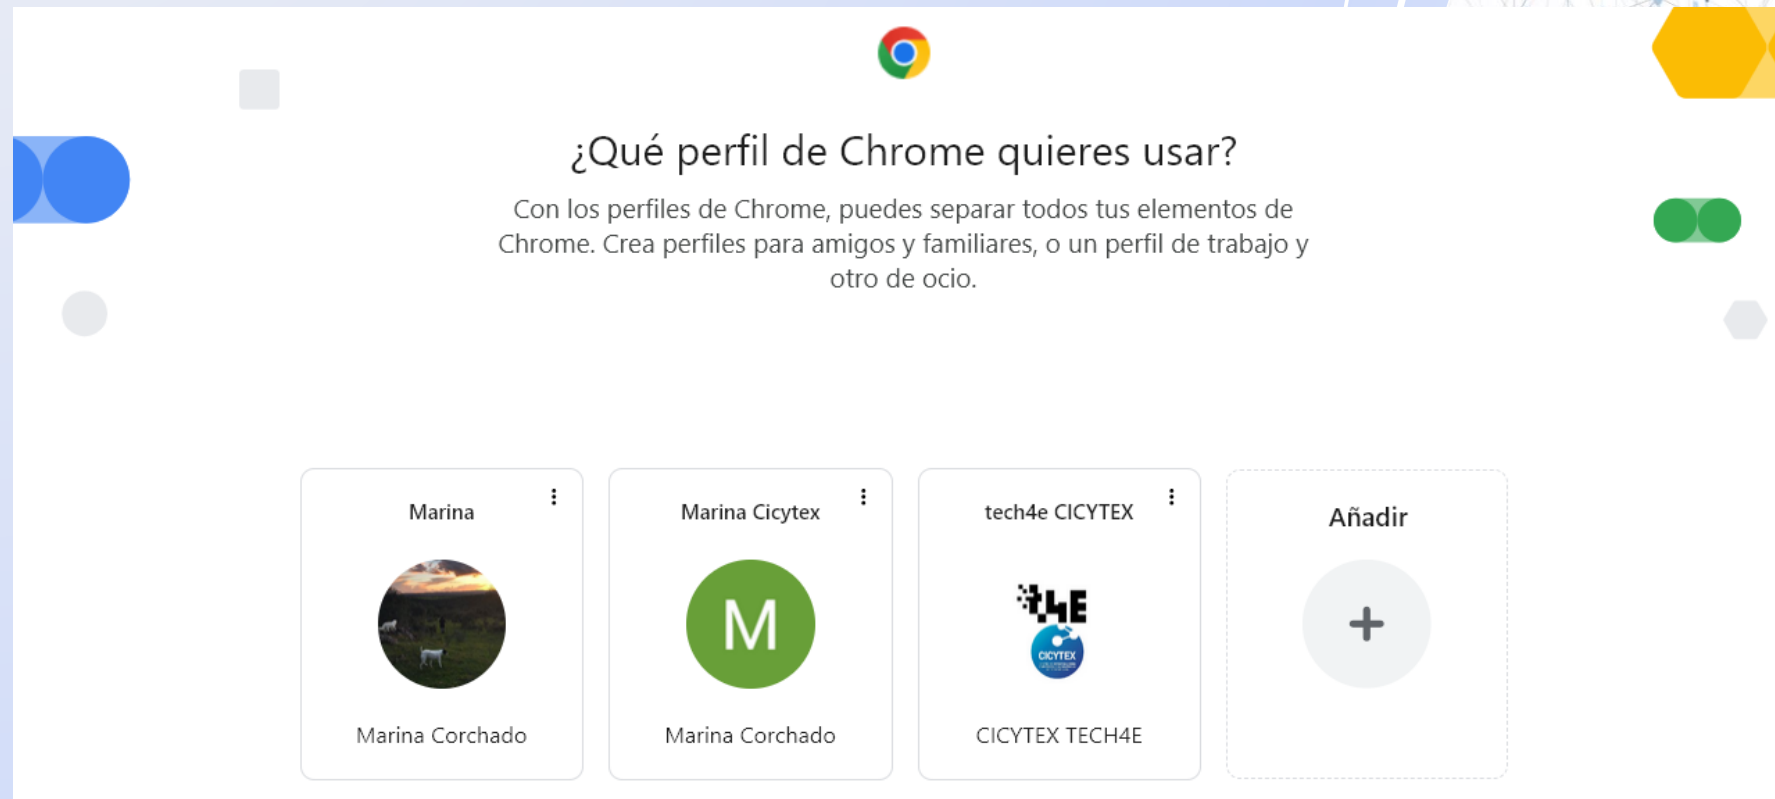 ¿Qué perfil de Chrome quieres usar?
Con los perfiles de Chrome, puedes separar todos tus elementos de
Chrome. Crea perfiles para amigos y familiares, o un perfil de trabajo y
otro de ocio.
Marina
Marina Cicytex
tech4e CICYTEX
Añadir
M
t4E
CICYTEX
Marina Corchado
Marina Corchado
CICYTEX TECH4E